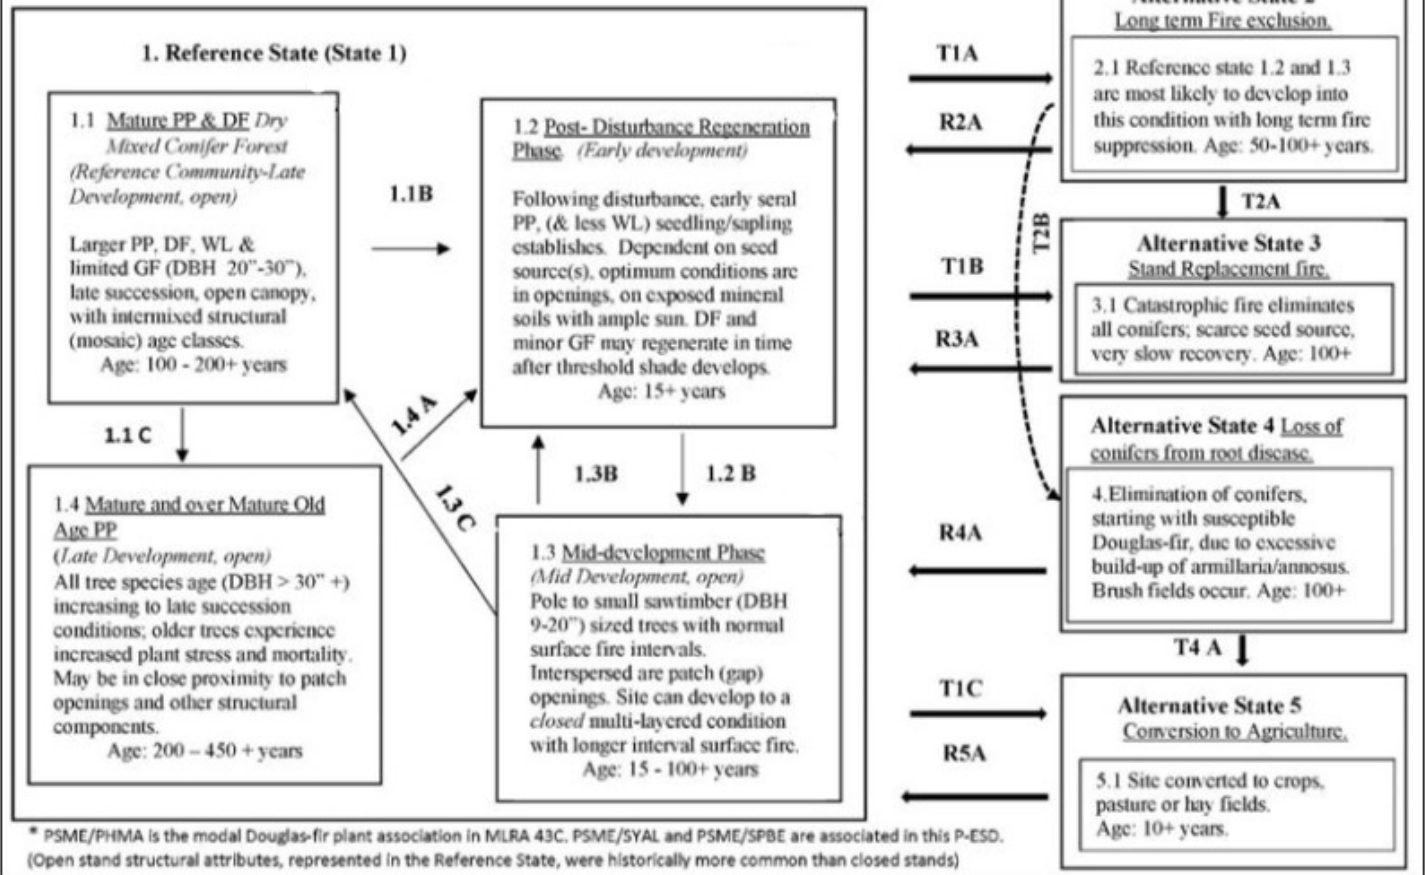 1. Reference State (State 1)
1.1 Mature PP & DF Dry
Mixed Conifer Forest
(Reference Community-Late
Development, open)
Larger PP, DF, WL &
limited GF (DBH 20”-30”),
late succession, open canopy,
with intermixed structural
(mosaic) age classes.
Age: 100 - 200+ years
1.1B
1.2 Post- Disturbance Regeneration
Phase (Early development)
Following disturbance, early seral
PP, (& less WL) seedling/sapling
establishes. Dependent on seed
source(s), optimum conditions are
in openings, on exposed mineral
soils with ample sun. DF and
minor GF may regenerate in time
after threshold shade develops.
Age: 15+ years
1.1 C
1.4 A
1.3 C
1.3B
1.2 B
1.4 Mature and over Mature Old
Age PP
(Late Development, open)
All tree species age (DBH > 30” +)
increasing to late succession
conditions; older trees experience
increased plant stress and mortality.
May be in close proximity to patch
openings and other structural
components.
Age: 200 – 450 + years
1.3 Mid-development Phase
(Mid Development, open)
Pole to small sawtimber (DBH
9-20”) sized trees with normal
surface fire intervals.
Interspersed are patch (gap)
openings. Site can develop to a
closed multi-layered condition
with longer interval surface fire.
Age: 15 - 100+ years
T1A
R2A
T1B
R3A
R4A
T1C
R5A
Alternative State 2
Long term Fire exclusion.
2.1 Reference state 1.2 and 1.3
are most likely to develop into
this condition with long term fire
suppression. Age: 50-100+ years.
T2A
T2B
Alternative State 3
Stand Replacement fire.
3.1 Catastrophic fire eliminates
all conifers; scarce seed source,
very slow recovery. Age: 100+
Alternative State 4 Loss of
conifers from root disease.
4.Elimination of conifers,
starting with susceptible
Douglas-fir, due to excessive
build-up of armillaria/annosus.
Brush fields occur. Age: 100+
T4 A
Alternative State 5
Conversion to Agriculture.
5.1 Site converted to crops,
pasture or hay fields.
Age: 10+ years.
* PSME/PHMA is the modal Douglas-fir plant association in MLRA 43C. PSME/SYAL and PSME/SPBE are associated in this P-ESD.
(Open stand structural attributes, represented in the Reference State, were historically more common than closed stands)